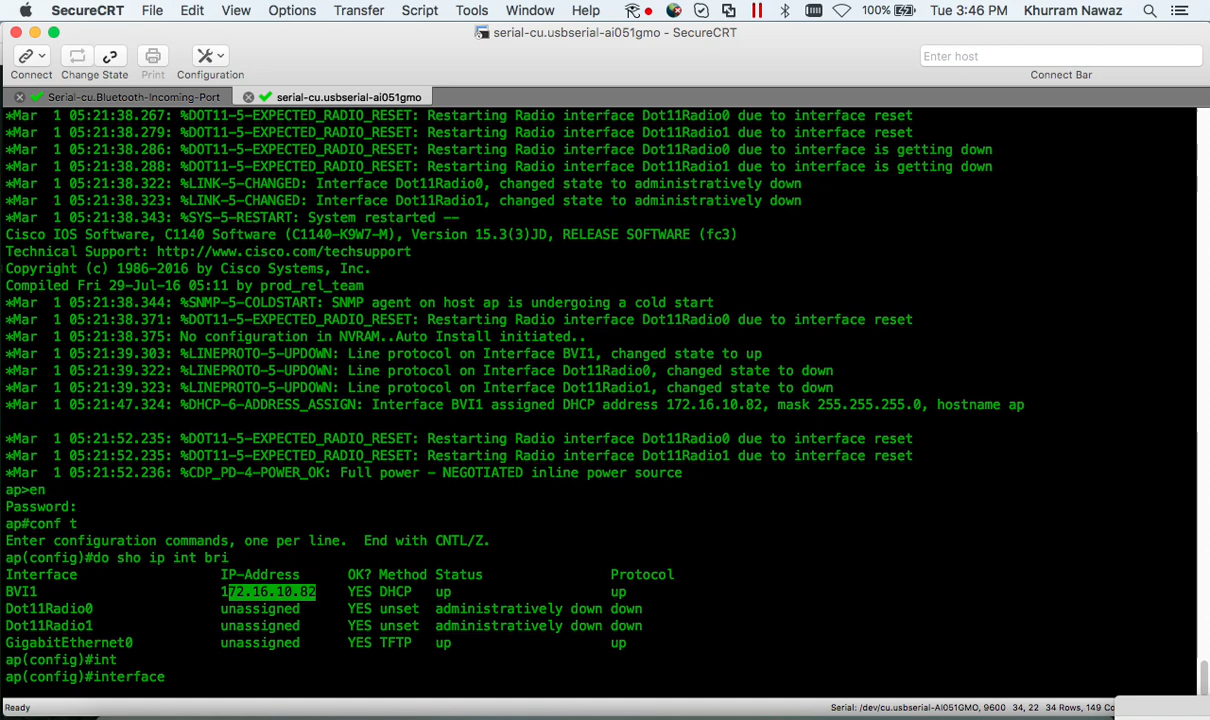 SecureCRT File Edit View Options Transfer Script Tools Window Help 100% Tue 3:46 PM Khurram Nawaz
serial-cu.usbserial-ai051gmo - SecureCRT
Enter host
Connect Change State Print Configuration Connect Bar
Serial-cu.Bluetooth-Incoming-Port serial-cu.usbserial-ai051gmo
*Mar 1 05:21:38.267: %DOT11-5-EXPECTED_RADIO_RESET: Restarting Radio interface Dot11Radio0 due to interface reset
*Mar 1 05:21:38.279: %DOT11-5-EXPECTED_RADIO_RESET: Restarting Radio interface Dot11Radio1 due to interface reset
*Mar 1 05:21:38.286: %DOT11-5-EXPECTED_RADIO_RESET: Restarting Radio interface Dot11Radio0 due to interface is getting down
*Mar 1 05:21:38.288: %DOT11-5-EXPECTED_RADIO_RESET: Restarting Radio interface Dot11Radio1 due to interface is getting down
*Mar 1 05:21:38.322: %LINK-5-CHANGED: Interface Dot11Radio0, changed state to administratively down
*Mar 1 05:21:38.323: %LINK-5-CHANGED: Interface Dot11Radio1, changed state to administratively down
*Mar 1 05:21:38.343: %SYS-5-RESTART: System restarted --
Cisco IOS Software, C1140 Software (C1140-K9W7-M), Version 15.3(3)JD, RELEASE SOFTWARE (fc3)
Technical Support: http://www.cisco.com/techsupport
Copyright (c) 1986-2016 by Cisco Systems, Inc.
Compiled Fri 29-Jul-16 05:11 by prod_rel_team
*Mar 1 05:21:38.344: %SNMP-5-COLDSTART: SNMP agent on host ap is undergoing a cold start
*Mar 1 05:21:38.371: %DOT11-5-EXPECTED_RADIO_RESET: Restarting Radio interface Dot11Radio0 due to interface reset
*Mar 1 05:21:38.375: No configuration in NVRAM..Auto Install initiated..
*Mar 1 05:21:39.303: %LINEPROTO-5-UPDOWN: Line protocol on Interface BVI1, changed state to up
*Mar 1 05:21:39.322: %LINEPROTO-5-UPDOWN: Line protocol on Interface Dot11Radio0, changed state to down
*Mar 1 05:21:39.323: %LINEPROTO-5-UPDOWN: Line protocol on Interface Dot11Radio1, changed state to down
*Mar 1 05:21:47.324: %DHCP-6-ADDRESS_ASSIGN: Interface BVI1 assigned DHCP address 172.16.10.82, mask 255.255.255.0, hostname ap
*Mar 1 05:21:52.235: %DOT11-5-EXPECTED_RADIO_RESET: Restarting Radio interface Dot11Radio0 due to interface reset
*Mar 1 05:21:52.235: %DOT11-5-EXPECTED_RADIO_RESET: Restarting Radio interface Dot11Radio1 due to interface reset
*Mar 1 05:21:52.236: %CDP_PD-4-POWER_OK: Full power - NEGOTIATED inline power source
ap>en
Password:
ap#conf t
Enter configuration commands, one per line. End with CNTL/Z.
ap(config)#do sho ip int bri
Interface IP-Address OK? Method Status Protocol
BVI1 172.16.10.82 YES DHCP up up
Dot11Radio0 unassigned YES unset administratively down down
Dot11Radio1 unassigned YES unset administratively down down
GigabitEthernet0 unassigned YES TFTP up up
ap(config)#int
ap(config)#interface
Ready Serial: /dev/cu.usbserial-AI051GMO, 9600 34, 22 34 Rows, 149 Co